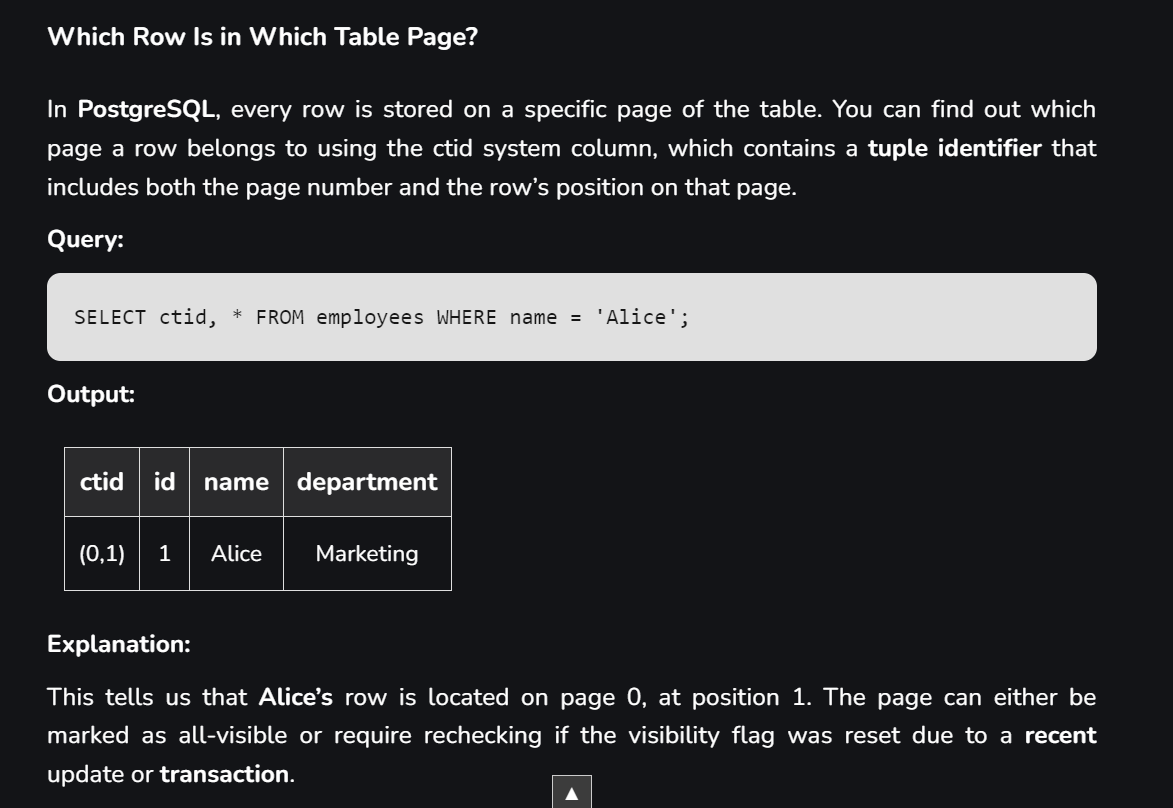 Which Row Is in Which Table Page?
In PostgreSQL, every row is stored on a specific page of the table. You can find out which
page a row belongs to using the ctid system column, which contains a tuple identifier that
includes both the page number and the row’s position on that page.
Query:
SELECT ctid, * FROM employees WHERE name = 'Alice';
Output:
ctid id name department
(0,1) 1 Alice Marketing
Explanation:
This tells us that Alice’s row is located on page 0, at position 1. The page can either be
marked as all-visible or require rechecking if the visibility flag was reset due to a recent
update or transaction.